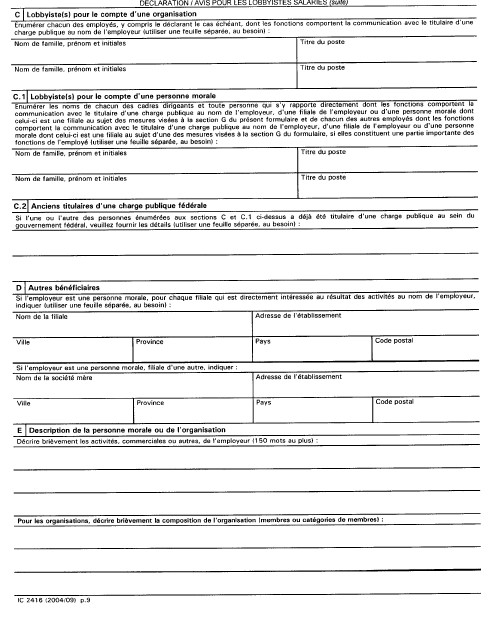 DÉCLARATION / AVIS POUR LES LOBBYISTES SALARIÉS (suite)
C Lobbyiste(s) pour le compte d'une organisation
Énumérer chacun des employés, y compris le déclarant le cas échéant, dont les fonctions comportent la communication avec le titulaire d'une
charge publique au nom de l'employeur (utiliser une feuille séparée, au besoin) :
Nom de famille, prénom et initiales Titre du poste
Nom de famille, prénom et initiales Titre du poste
C.1 Lobbyiste(s) pour le compte d'une personne morale
Enumérer les noms de chacun des cadres dirigeants et toute personne qui s'y rapporte directement dont les fonctions comportent la
communication avec le titulaire d'une charge publique au nom de l'employeur, d'une filiale de l'employeur ou d'une personne morale dont
celui-ci est une filiale au sujet des mesures visées à la section G du présent formulaire et de chacun des autres employés dont les fonctions
comportent la communication avec le titulaire d'une charge publique au nom de l'employeur, d'une filiale de l'employeur ou d'une personne
morale dont celui-ci est une filiale au sujet d'une des mesures visées à la section G du formulaire, si elles constituent une partie importante des
fonctions de l'employé (utiliser une feuille séparée, au besoin) :
Nom de famille, prénom et initiales Titre du poste
Nom de famille, prénom et initiales Titre du poste
C.2 Anciens titulaires d'une charge publique fédérale
Si l'une ou l'autre des personnes énumérées aux sections C et C.1 ci-dessus a déjà été titulaire d'une charge publique au sein du
gouvernement fédéral, veuillez fournir les détails (utiliser une feuille séparée, au besoin) :
D Autres bénéficiaires
Si l'employeur est une personne morale, pour chaque filiale qui est directement intéressée au résultat des activités au nom de l'employeur,
indiquer (utiliser une feuille séparée, au besoin) :
Nom de la filiale Adresse de l'établissement
Ville Province Pays Code postal
Si l'employeur est une personne morale, filiale d'une autre, indiquer :
Nom de la société mère Adresse de l'établissement
Ville Province Pays Code postal
E Description de la personne morale ou de l'organisation
Décrire brièvement les activités, commerciales ou autres, de l'employeur (150 mots au plus) :
Pour les organisations, décrire brièvement la composition de l'organisation (membres ou catégories de membres) :
IC 2416 (2004/09) p.9